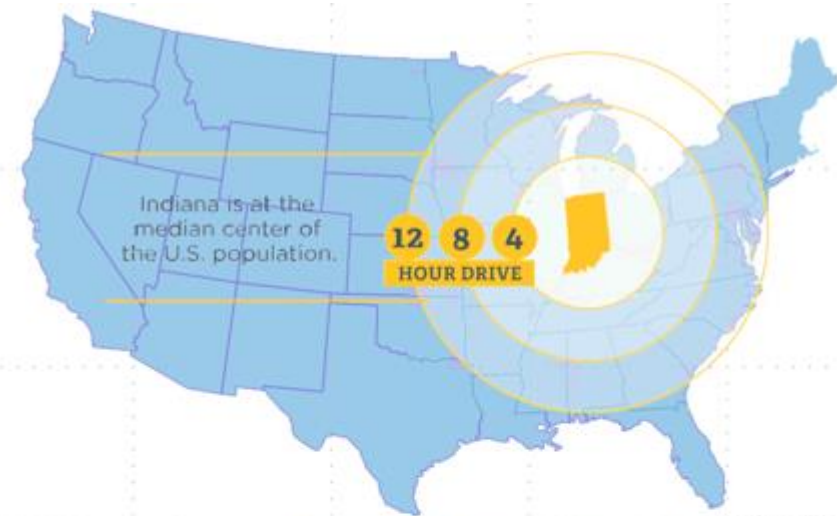 Indiana is at the
median center of
the U.S. population.
12 8 4
HOUR DRIVE